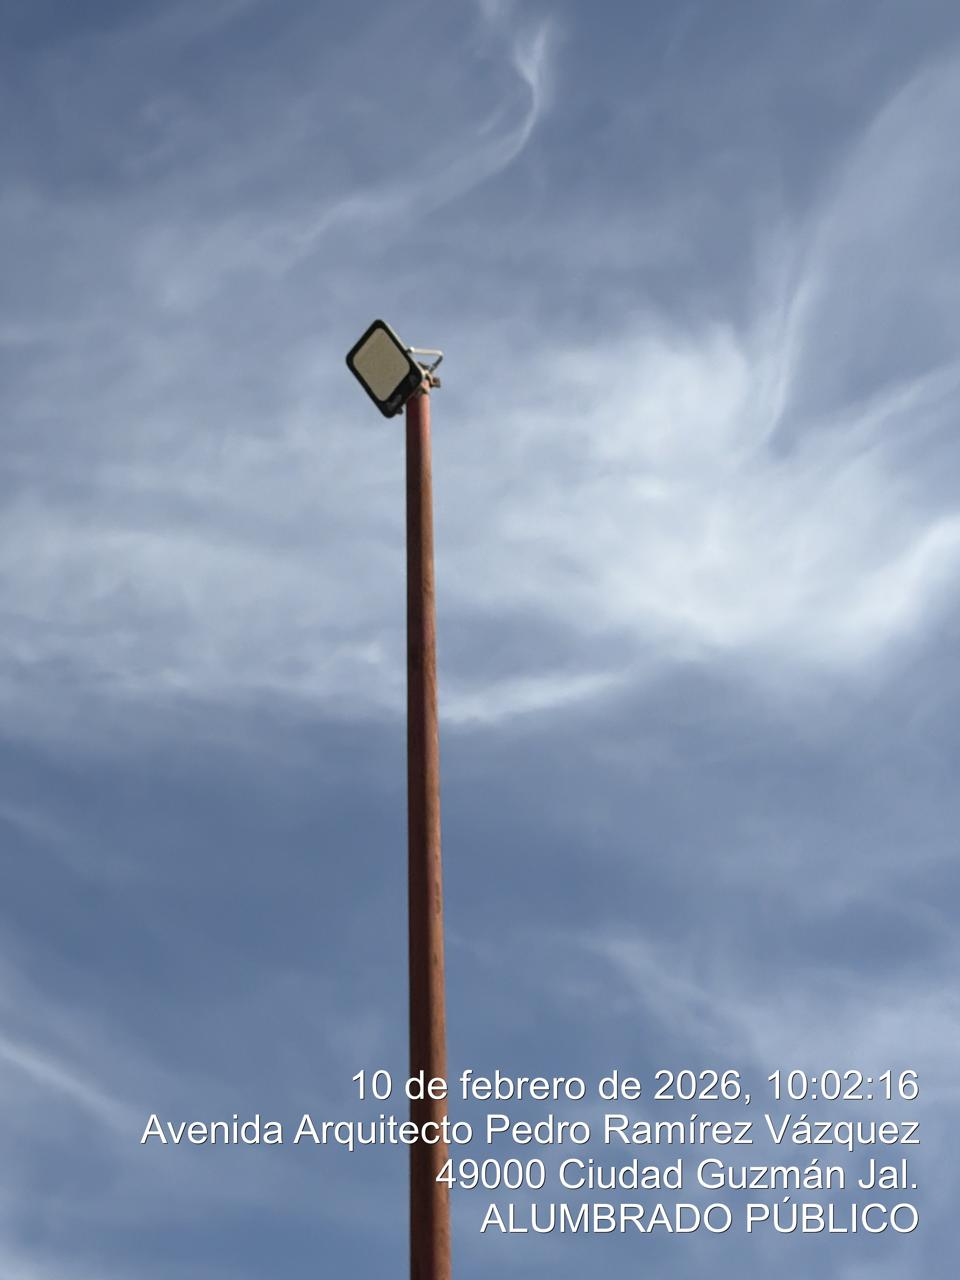 10 de febrero de 2026, 10:02:16
Avenida Arquitecto Pedro Ramírez Vázquez
49000 Ciudad Guzmán Jal.
ALUMBRADO PÚBLICO